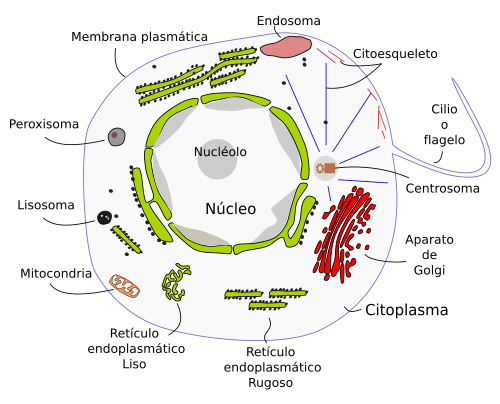 Endosoma
Membrana plasmática
Citoesqueleto
Peroxisoma
Cilio
o
flagelo
Nucléolo
Centrosoma
Lisosoma
Núcleo
Aparato
de
Golgi
Mitocondria
Citoplasma
Retículo
endoplasmático
Liso
Retículo
endoplasmático
Rugoso